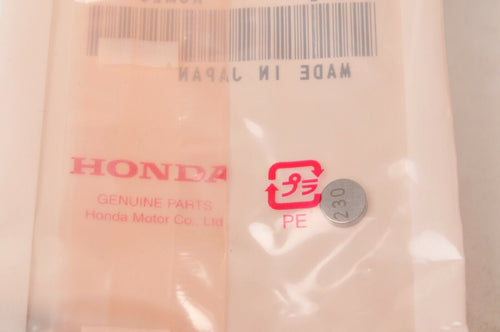 MADE IN JAPAN
HONDA
GENUINE PARTS
Honda Motor Co., Ltd
プラ
PE
230